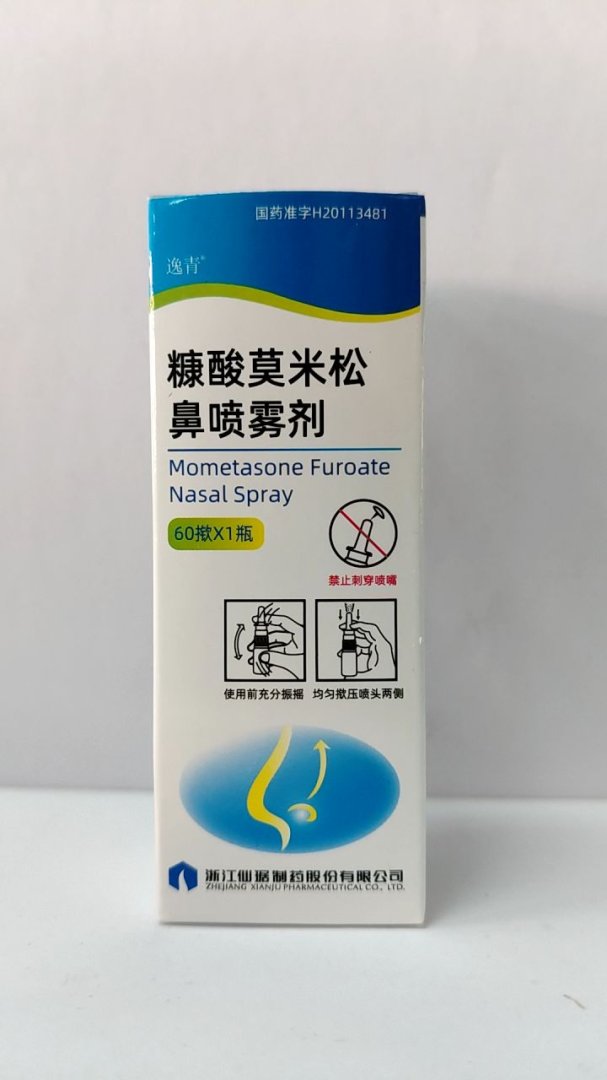 国药准字H20113481
逸青®
糠酸莫米松
鼻喷雾剂
Mometasone Furoate
Nasal Spray
60揿X1瓶
禁止刺穿喷嘴
使用前充分振摇 均匀揿压喷头两侧
浙江仙琚制药股份有限公司
ZHEJIANG XIANJU PHARMACEUTICAL CO., LTD.